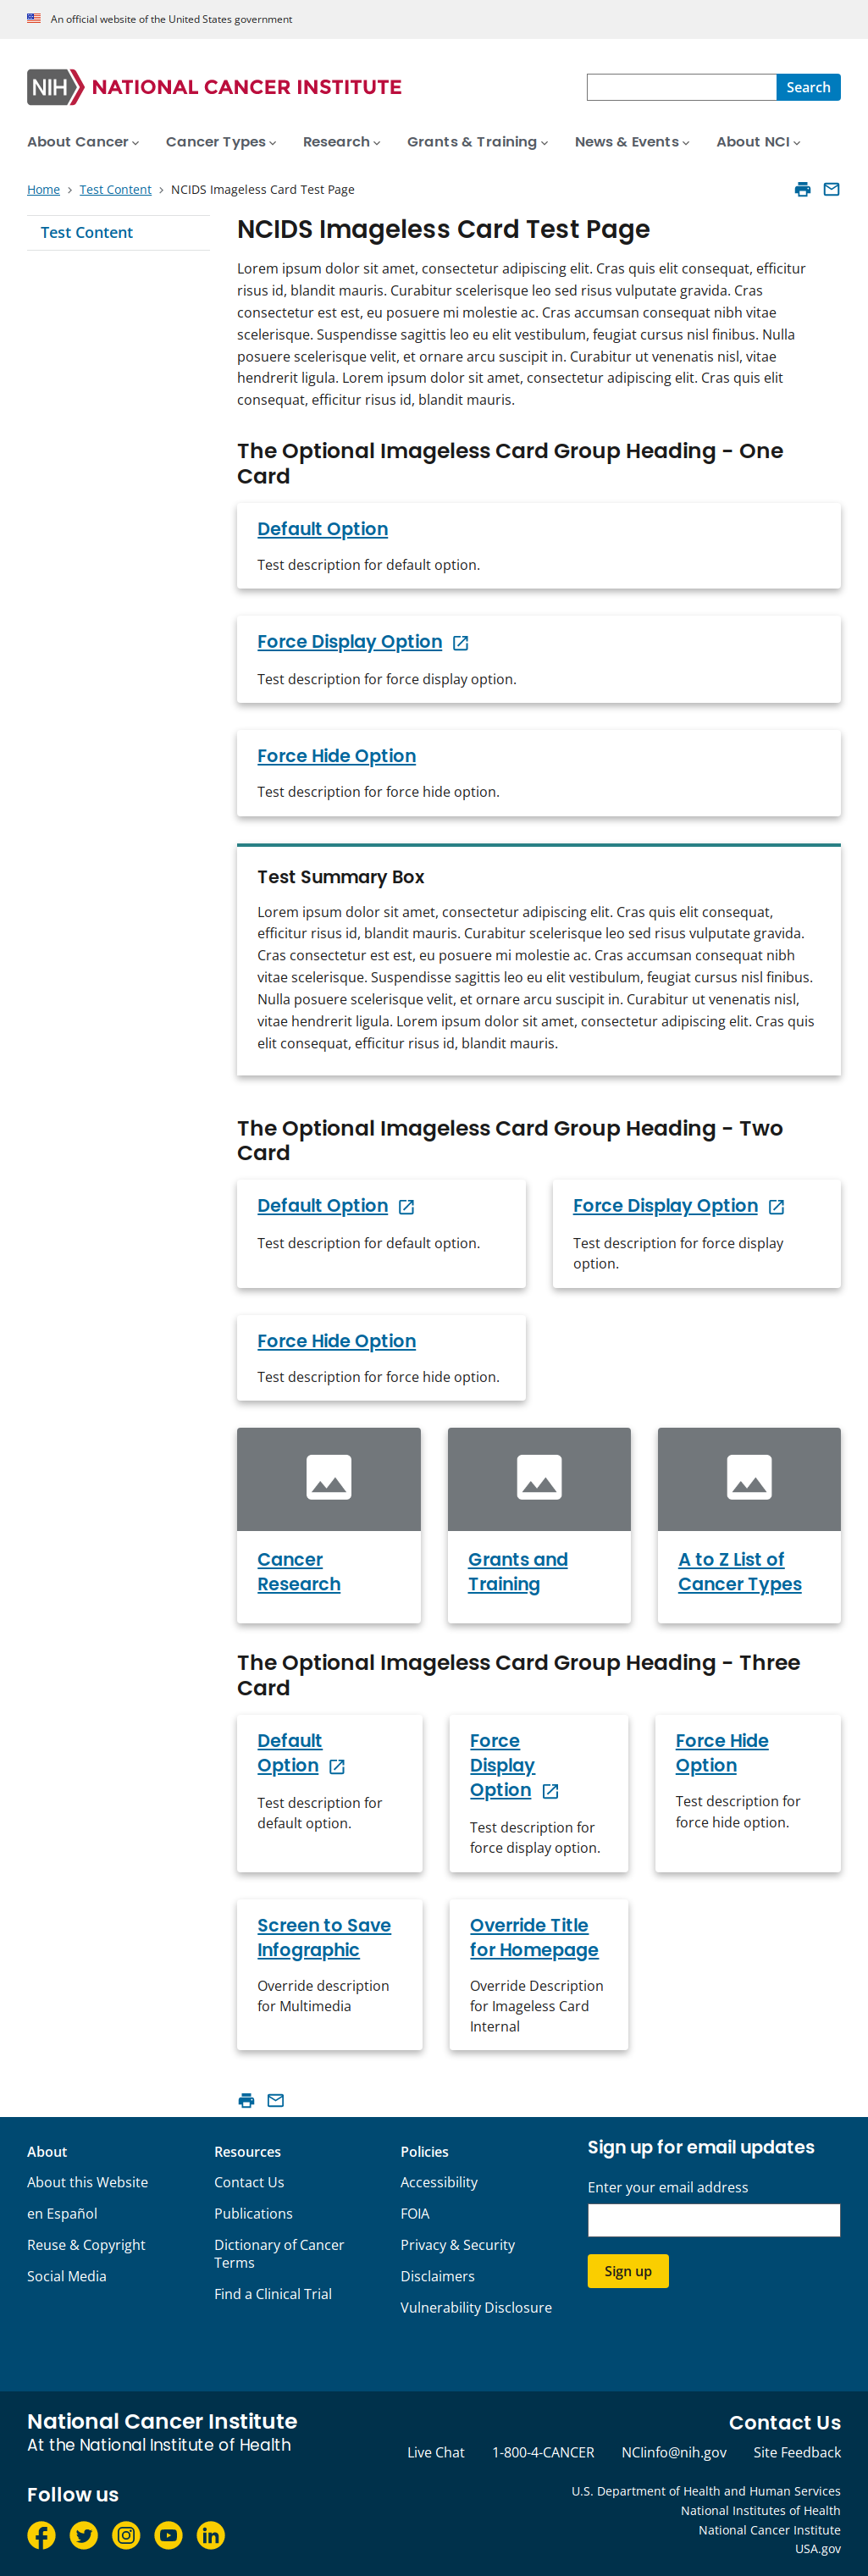 An official website of the United States government
NIH NATIONAL CANCER INSTITUTE
Search
About Cancer
Cancer Types
Research
Grants & Training
News & Events
About NCI
Home > Test Content > NCIDS Imageless Card Test Page
Test Content
NCIDS Imageless Card Test Page
Lorem ipsum dolor sit amet, consectetur adipiscing elit. Cras quis elit consequat, efficitur
risus id, blandit mauris. Curabitur scelerisque leo sed risus vulputate gravida. Cras
consectetur est est, eu posuere mi molestie ac. Cras accumsan consequat nibh vitae
scelerisque. Suspendisse sagittis leo eu elit vestibulum, feugiat cursus nisl finibus. Nulla
posuere scelerisque velit, et ornare arcu suscipit in. Curabitur ut venenatis nisl, vitae
hendrerit ligula. Lorem ipsum dolor sit amet, consectetur adipiscing elit. Cras quis elit
consequat, efficitur risus id, blandit mauris.
The Optional Imageless Card Group Heading - One
Card
Default Option
Test description for default option.
Force Display Option
Test description for force display option.
Force Hide Option
Test description for force hide option.
Test Summary Box
Lorem ipsum dolor sit amet, consectetur adipiscing elit. Cras quis elit consequat,
efficitur risus id, blandit mauris. Curabitur scelerisque leo sed risus vulputate gravida.
Cras consectetur est est, eu posuere mi molestie ac. Cras accumsan consequat nibh
vitae scelerisque. Suspendisse sagittis leo eu elit vestibulum, feugiat cursus nisl finibus.
Nulla posuere scelerisque velit, et ornare arcu suscipit in. Curabitur ut venenatis nisl,
vitae hendrerit ligula. Lorem ipsum dolor sit amet, consectetur adipiscing elit. Cras quis
elit consequat, efficitur risus id, blandit mauris.
The Optional Imageless Card Group Heading - Two
Card
Default Option
Test description for default option.
Force Display Option
Test description for force display
option.
Force Hide Option
Test description for force hide option.
Cancer
Research
Grants and
Training
A to Z List of
Cancer Types
The Optional Imageless Card Group Heading - Three
Card
Default
Option
Test description for
default option.
Force
Display
Option
Test description for
force display option.
Force Hide
Option
Test description for
force hide option.
Screen to Save
Infographic
Override description
for Multimedia
Override Title
for Homepage
Override Description
for Imageless Card
Internal
About
About this Website
en Español
Reuse & Copyright
Social Media
Resources
Contact Us
Publications
Dictionary of Cancer
Terms
Find a Clinical Trial
Policies
Accessibility
FOIA
Privacy & Security
Disclaimers
Vulnerability Disclosure
Sign up for email updates
Enter your email address
Sign up
National Cancer Institute
At the National Institute of Health
Contact Us
Live Chat
1-800-4-CANCER
NCIinfo@nih.gov
Site Feedback
Follow us
U.S. Department of Health and Human Services
National Institutes of Health
National Cancer Institute
USA.gov